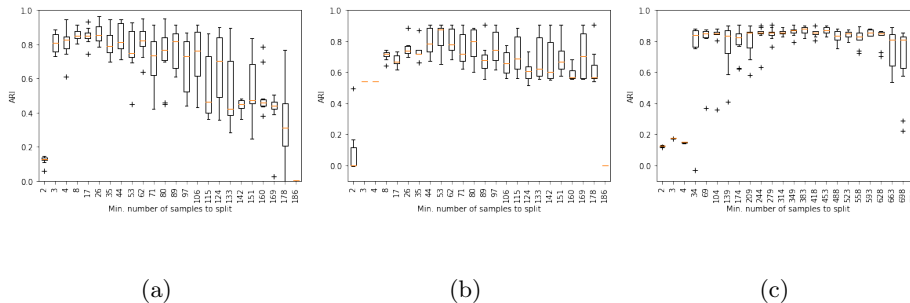 1.0
0.8
0.6
0.4
0.2
0.0
ARI
2 3 4 8 17 26 35 44 53 62 71 80 89 97 106 115 124 133 142 151 160 169 178 186
Min. number of samples to split
(a)
1.0
0.8
0.6
0.4
0.2
0.0
ARI
2 3 4 8 17 26 35 44 53 62 71 80 89 97 106 115 124 133 142 151 160 169 178 186
Min. number of samples to split
(b)
1.0
0.8
0.6
0.4
0.2
0.0
ARI
2 3 4 34 69 104 139 174 209 244 279 314 349 383 418 453 488 523 558 593 628 663 698
Min. number of samples to split
(c)